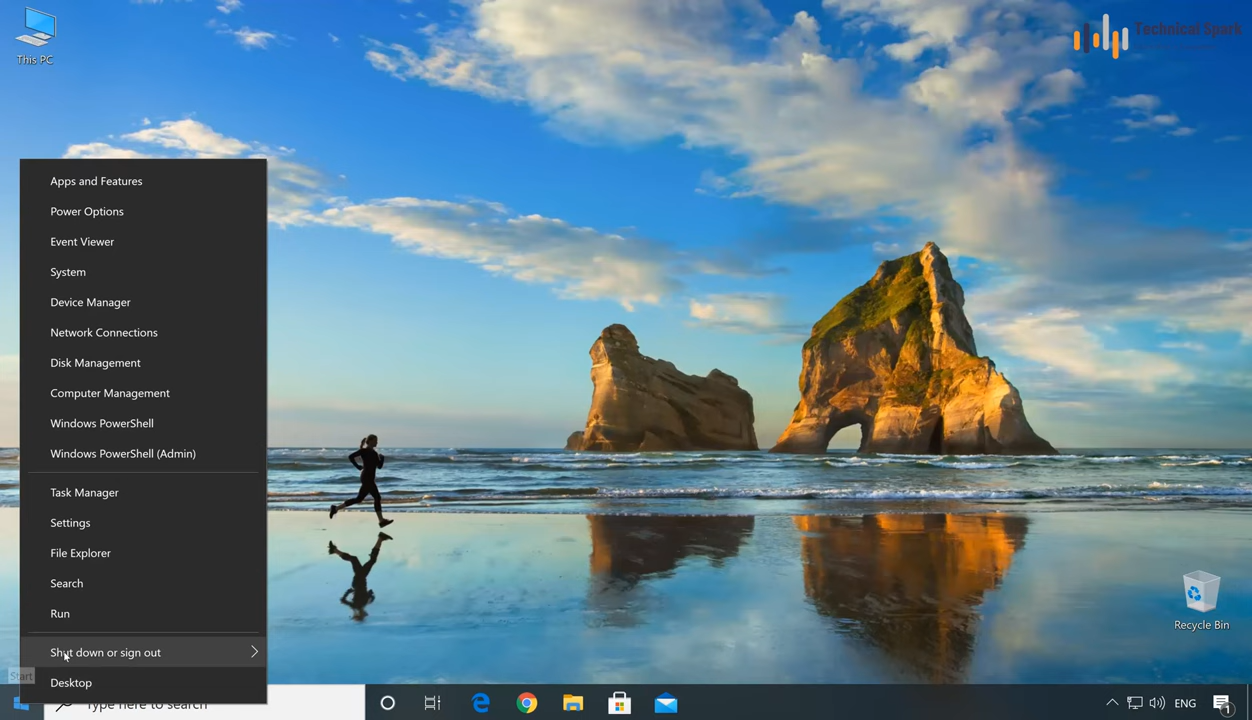 This PC
Technical Spark
Apps and Features
Power Options
Event Viewer
System
Device Manager
Network Connections
Disk Management
Computer Management
Windows PowerShell
Windows PowerShell (Admin)
Task Manager
Settings
File Explorer
Search
Run
Shut down or sign out
Desktop
Start
Type here to search
Recycle Bin
ENG
1